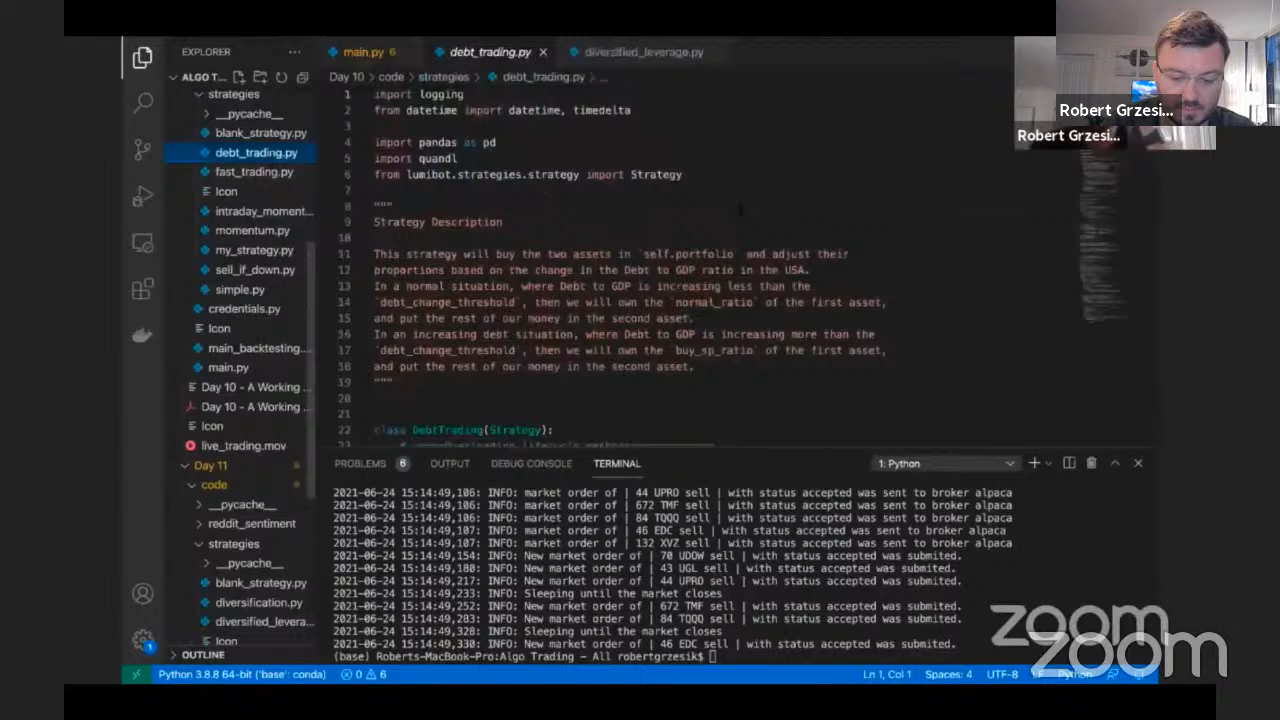 EXPLORER
main.py 6
debt_trading.py
diversified_leverage.py
Robert Grzesi...
Robert Grzesi...
ALGO T...
strategies
__pycache__
blank_strategy.py
debt_trading.py
fast_trading.py
Icon
intraday_moment...
momentum.py
my_strategy.py
sell_if_down.py
simple.py
credentials.py
Icon
main_backtesting....
main.py
Day 10 - A Working ...
Day 10 - A Working ...
Icon
live_trading.mov
Day 11
code
__pycache__
reddit_sentiment
strategies
__pycache__
blank_strategy.py
diversification.py
diversified_levera...
Icon
OUTLINE
Day 10 > code > strategies > debt_trading.py > ...
1 import logging
2 from datetime import datetime, timedelta
3
4 import pandas as pd
5 import quandl
6 from lumibot.strategies.strategy import Strategy
7
8 """
9 Strategy Description
10
11 This strategy will buy the two assets in `self.portfolio` and adjust their
12 proportions based on the change in the Debt to GDP ratio in the USA.
13 In a normal situation, where Debt to GDP is increasing less than the
14 `debt_change_threshold`, then we will own the `normal_ratio` of the first asset,
15 and put the rest of our money in the second asset.
16 In an increasing debt situation, where Debt to GDP is increasing more than the
17 `debt_change_threshold`, then we will own the `buy_sp_ratio` of the first asset,
18 and put the rest of our money in the second asset.
19 """
20
21
22 class DebtTrading(Strategy):
PROBLEMS 6 OUTPUT DEBUG CONSOLE TERMINAL 1: Python
2021-06-24 15:14:49,106: INFO: market order of | 44 UPRO sell | with status accepted was sent to broker alpaca
2021-06-24 15:14:49,106: INFO: market order of | 672 TMF sell | with status accepted was sent to broker alpaca
2021-06-24 15:14:49,106: INFO: market order of | 84 TQQQ sell | with status accepted was sent to broker alpaca
2021-06-24 15:14:49,107: INFO: market order of | 46 EDC sell | with status accepted was sent to broker alpaca
2021-06-24 15:14:49,107: INFO: market order of | 132 XVZ sell | with status accepted was sent to broker alpaca
2021-06-24 15:14:49,154: INFO: New market order of | 70 UDOW sell | with status accepted was submited.
2021-06-24 15:14:49,180: INFO: New market order of | 43 UGL sell | with status accepted was submited.
2021-06-24 15:14:49,217: INFO: New market order of | 44 UPRO sell | with status accepted was submited.
2021-06-24 15:14:49,233: INFO: Sleeping until the market closes
2021-06-24 15:14:49,252: INFO: New market order of | 672 TMF sell | with status accepted was submited.
2021-06-24 15:14:49,283: INFO: New market order of | 84 TQQQ sell | with status accepted was submited.
2021-06-24 15:14:49,328: INFO: Sleeping until the market closes
2021-06-24 15:14:49,330: INFO: New market order of | 46 EDC sell | with status accepted was submited.
(base) Roberts-MacBook-Pro:Algo Trading - All robertgrzesik$
zoom
zoom
1
Python 3.8.8 64-bit ('base': conda) 0 6 Ln 1, Col 1 Spaces: 4 UTF-8 LF Python